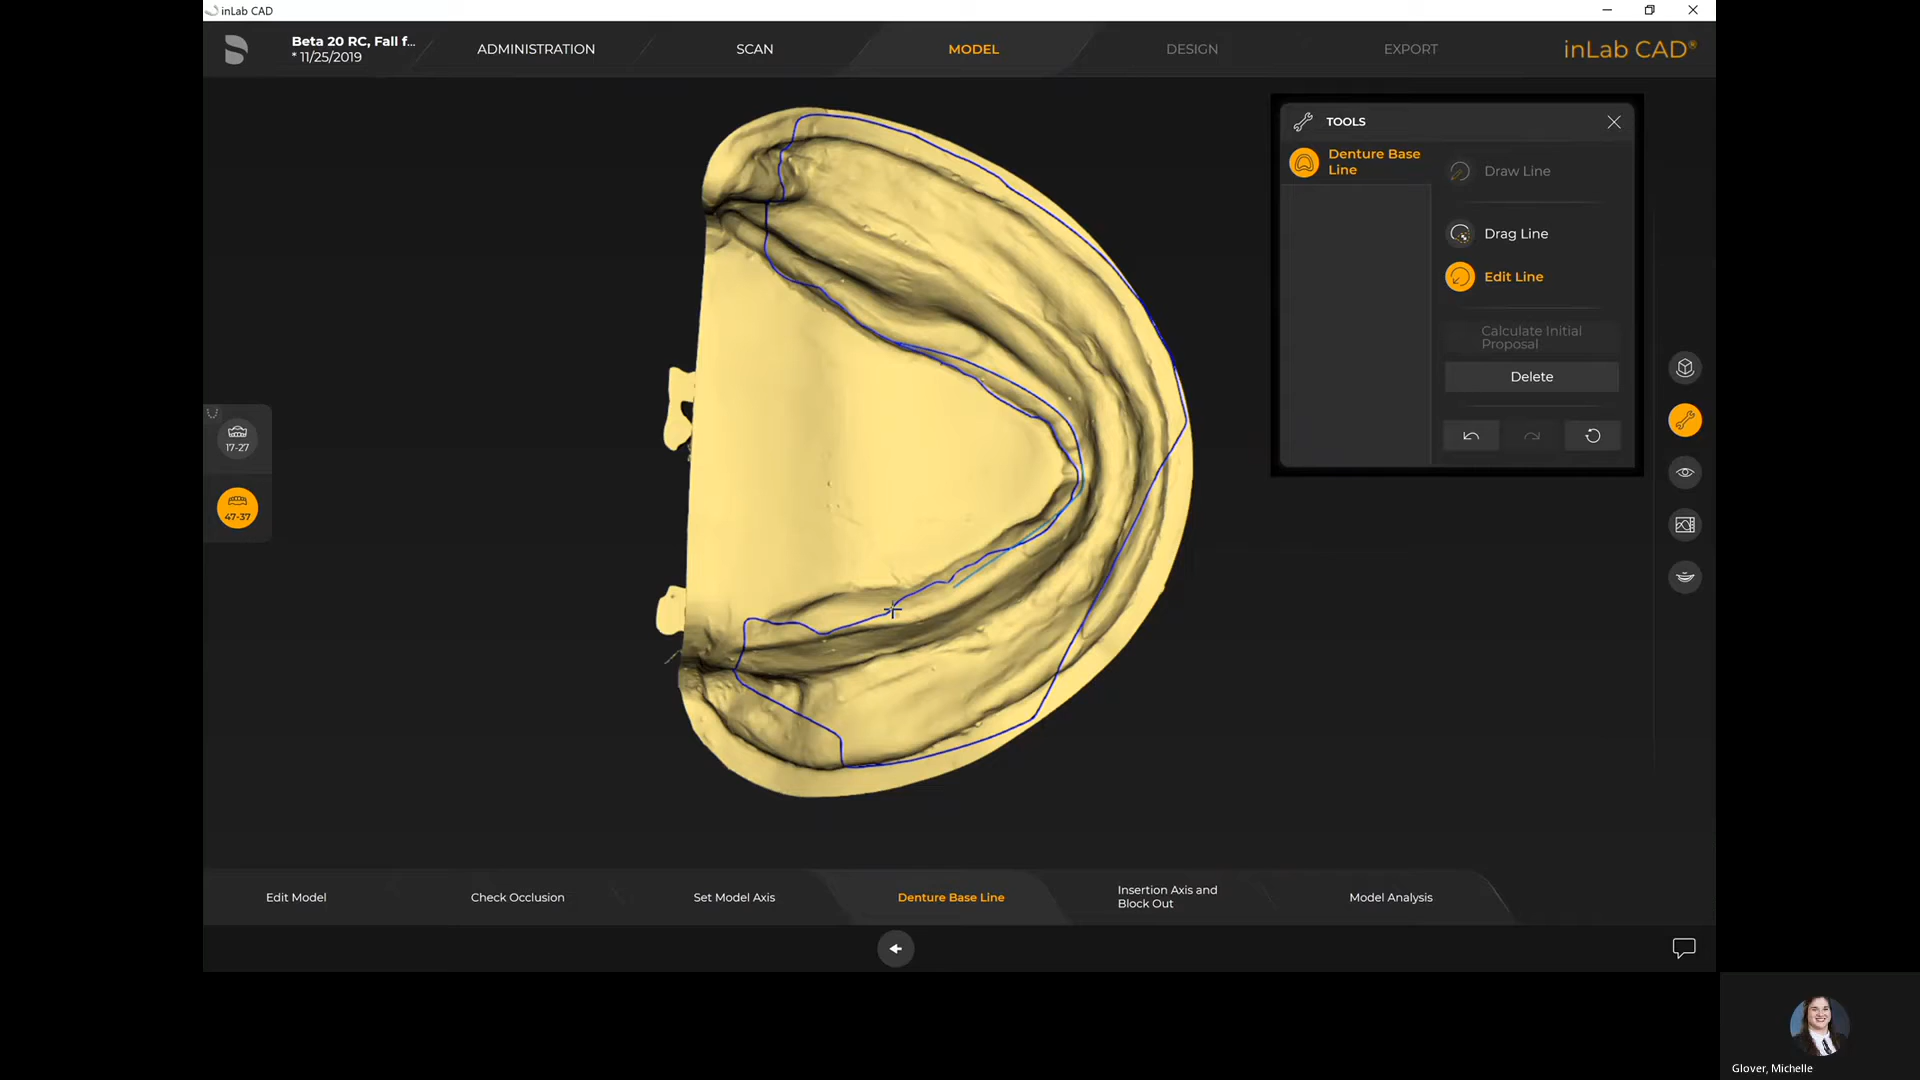 inLab CAD
Beta 20 RC, Fall f...
* 11/25/2019
ADMINISTRATION
SCAN
MODEL
DESIGN
EXPORT
inLab CAD®
TOOLS
Denture Base
Line
Draw Line
Drag Line
Edit Line
Calculate Initial
Proposal
Delete
17-27
47-37
Edit Model
Check Occlusion
Set Model Axis
Denture Base Line
Insertion Axis and
Block Out
Model Analysis
Glover, Michelle